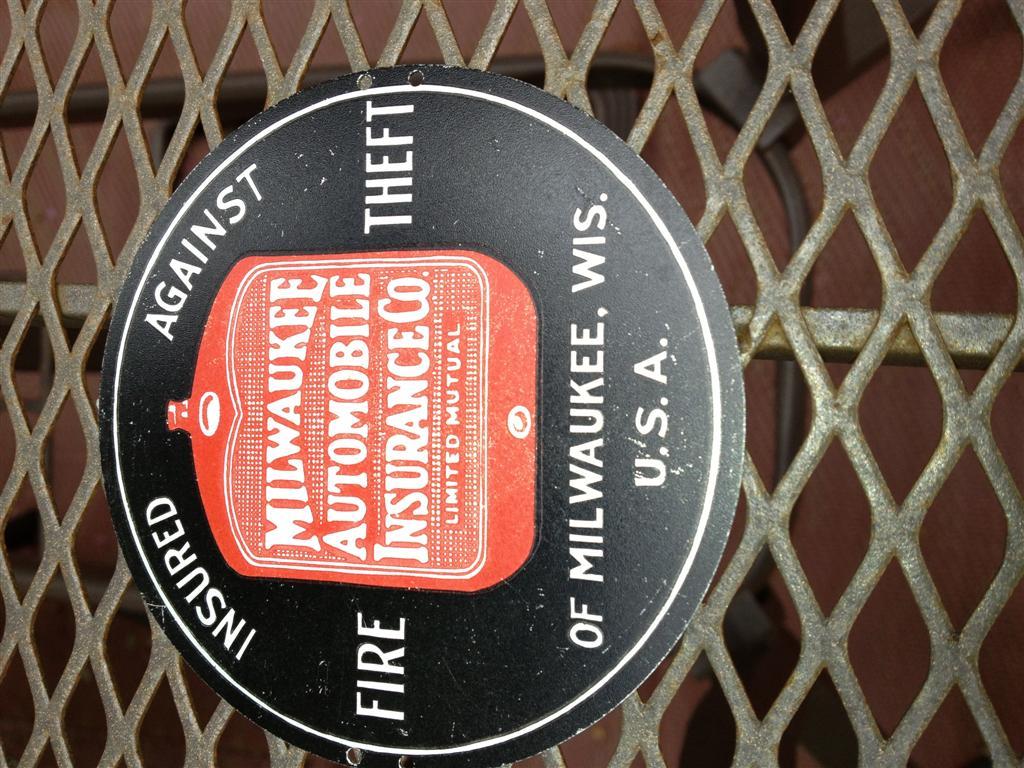 INSURED AGAINST
FIRE THEFT
MILWAUKEE
AUTOMOBILE
INSURANCE CO.
LIMITED MUTUAL
OF MILWAUKEE, WIS.
U.S.A.